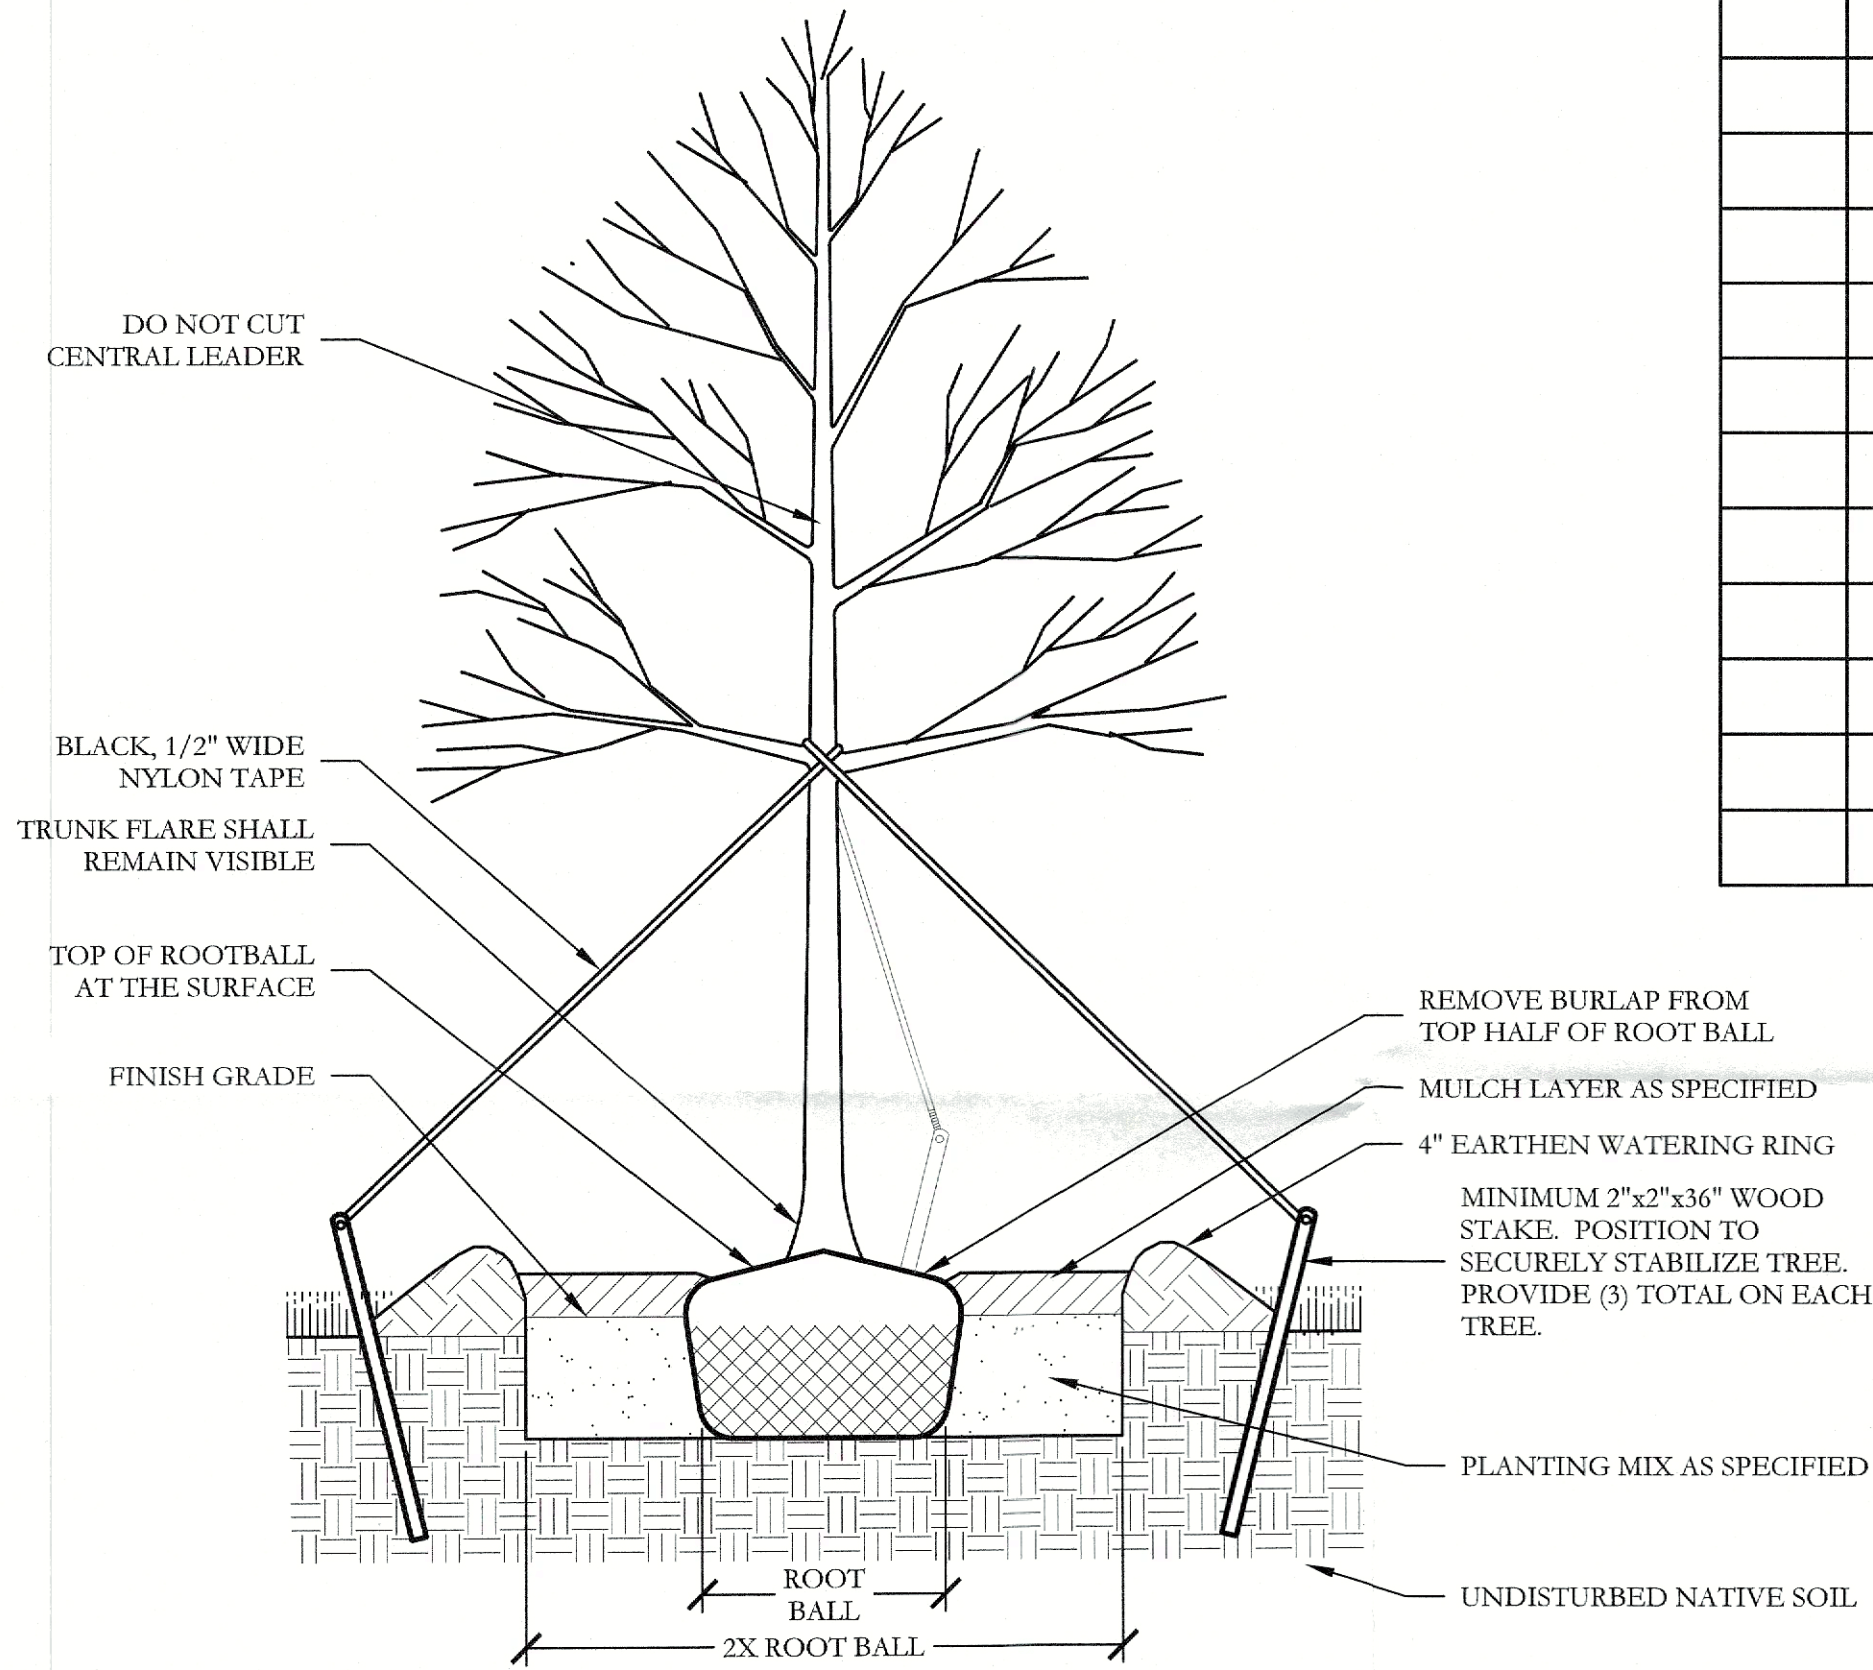 DO NOT CUT
CENTRAL LEADER
BLACK, 1/2" WIDE
NYLON TAPE
TRUNK FLARE SHALL
REMAIN VISIBLE
TOP OF ROOTBALL
AT THE SURFACE
FINISH GRADE
REMOVE BURLAP FROM
TOP HALF OF ROOT BALL
MULCH LAYER AS SPECIFIED
4" EARTHEN WATERING RING
MINIMUM 2"x2"x36" WOOD
STAKE. POSITION TO
SECURELY STABILIZE TREE.
PROVIDE (3) TOTAL ON EACH
TREE.
PLANTING MIX AS SPECIFIED
UNDISTURBED NATIVE SOIL
ROOT
BALL
2X ROOT BALL